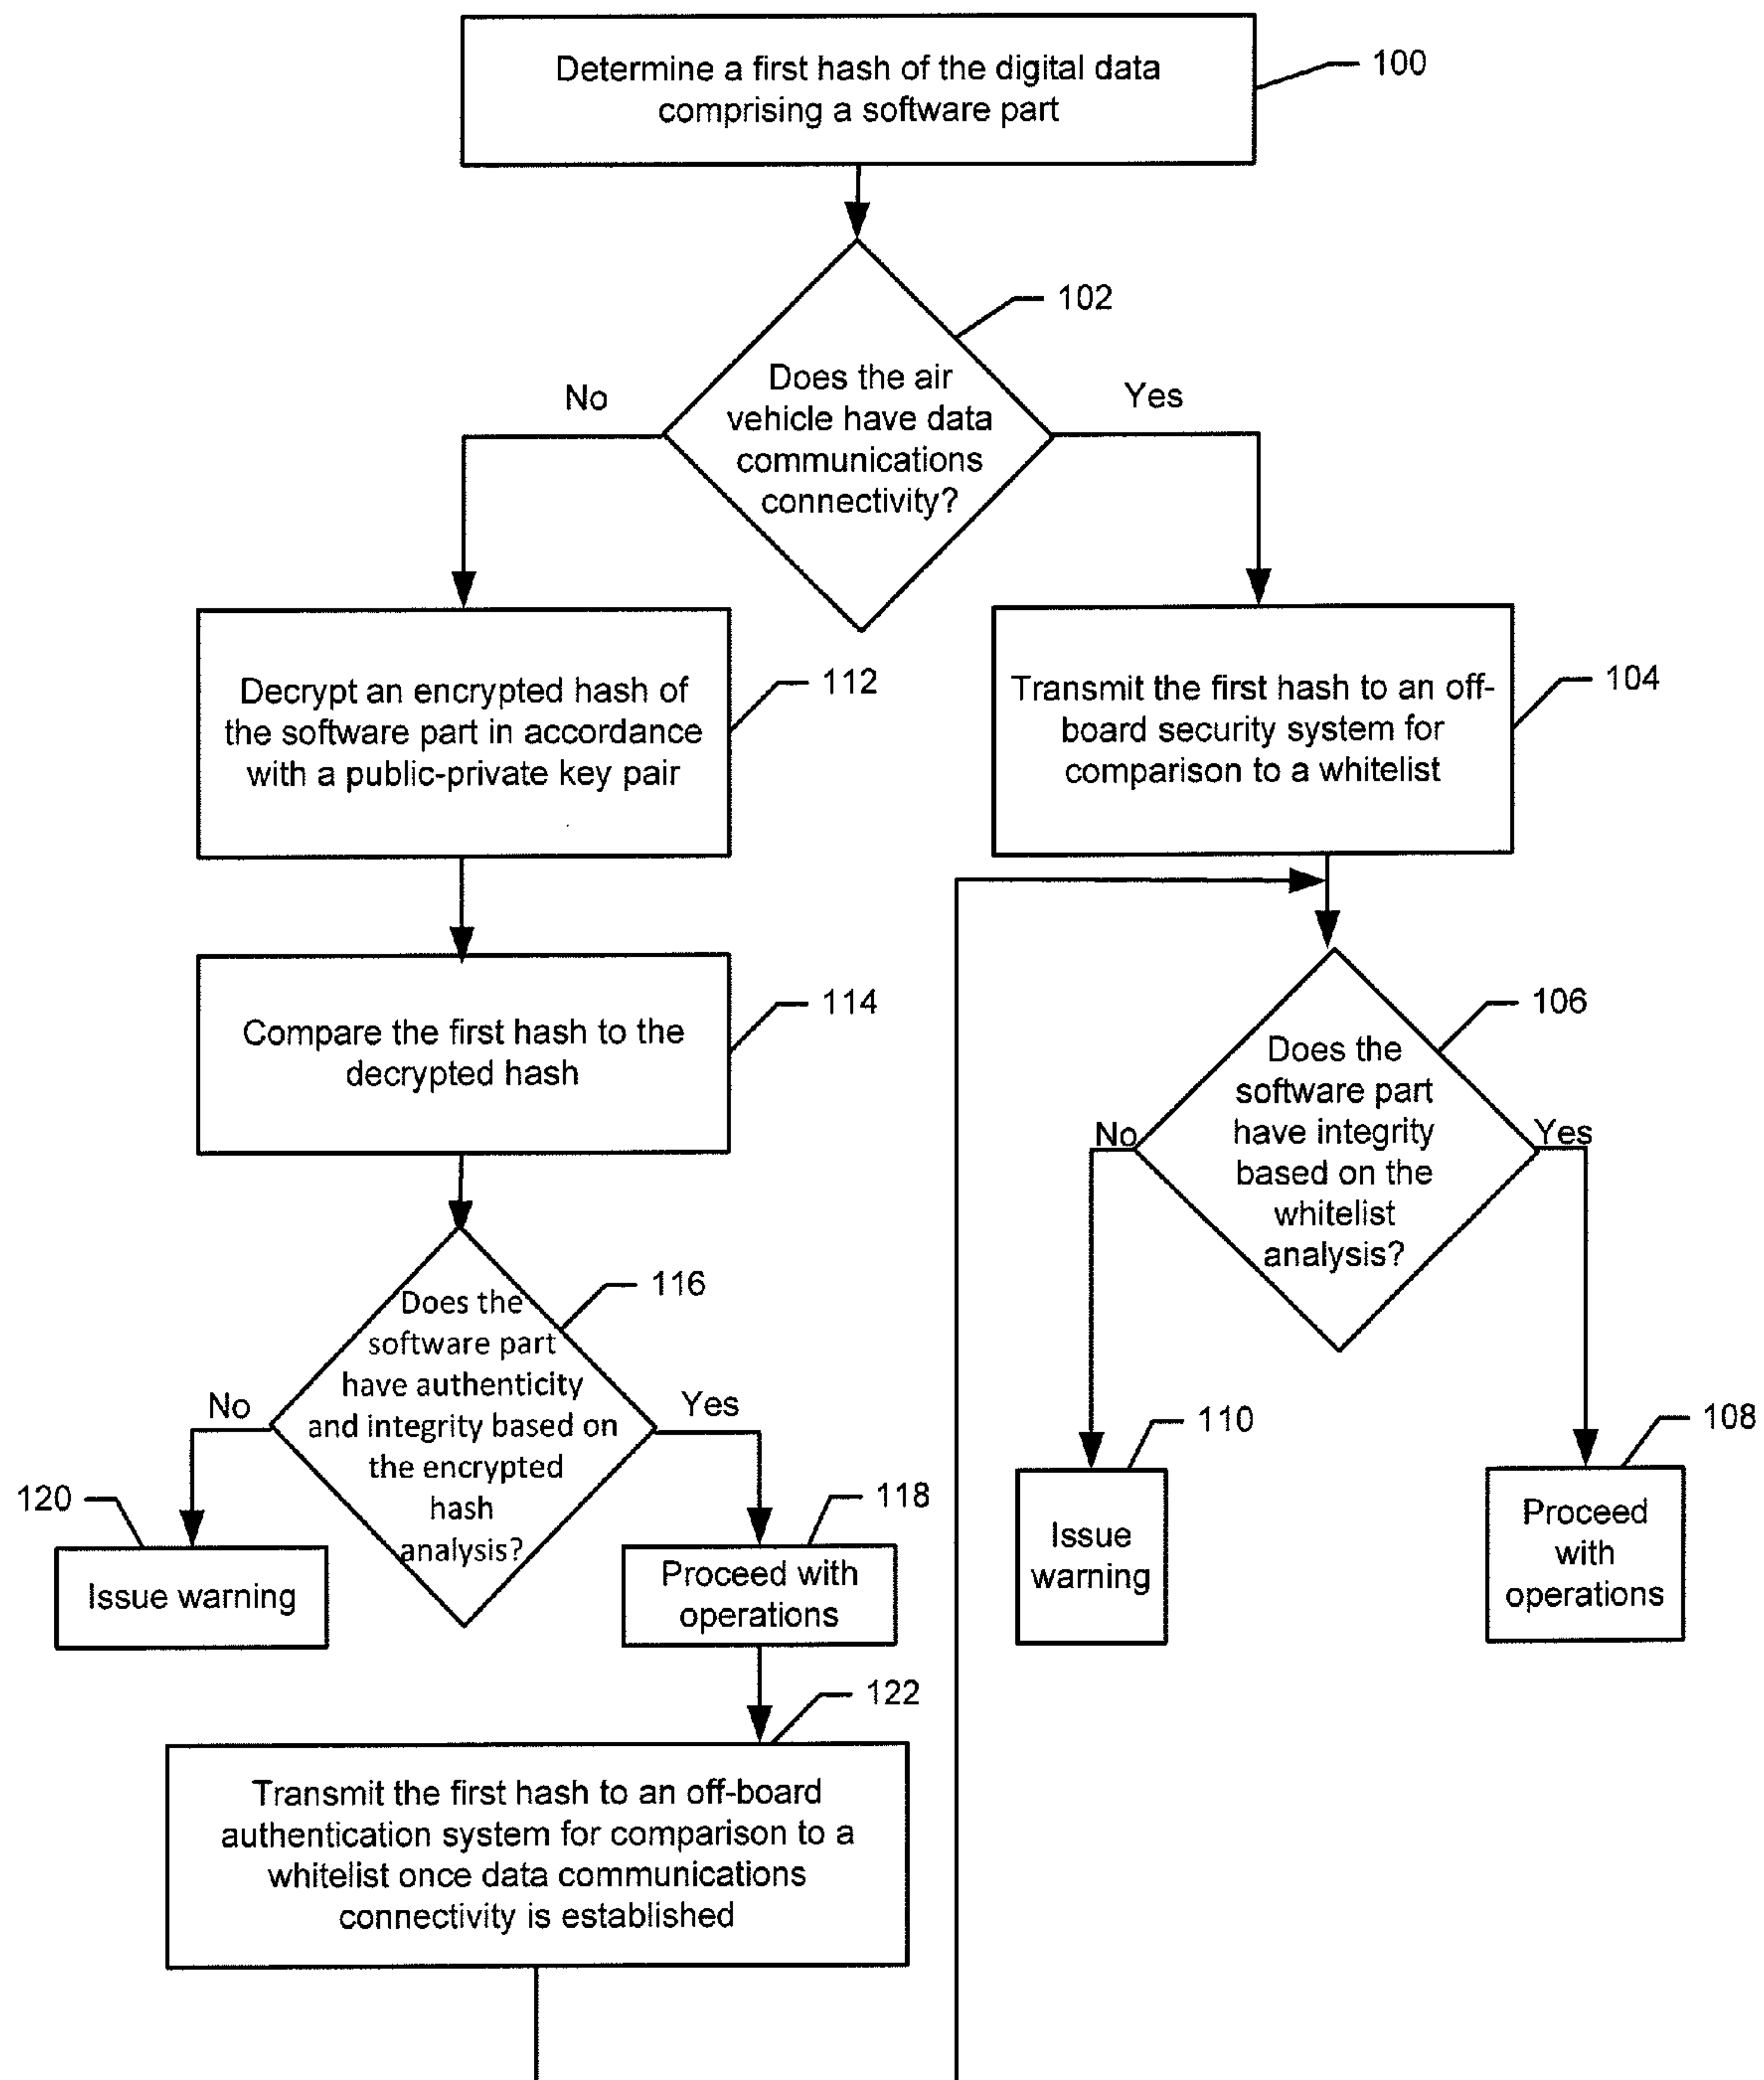 Determine a first hash of the digital data
comprising a software part
100
102
Does the air
vehicle have data
communications
connectivity?
No
Yes
Decrypt an encrypted hash of
the software part in accordance
with a public-private key pair
112
Transmit the first hash to an off-
board security system for
comparison to a whitelist
104
Compare the first hash to the
decrypted hash
114
106
Does the
software part
have integrity
based on the
whitelist
analysis?
No
Yes
116
Does the
software part
have authenticity
and integrity based on
the encrypted
hash
analysis?
No
Yes
120
Issue warning
118
Proceed with
operations
110
Issue
warning
108
Proceed
with
operations
122
Transmit the first hash to an off-board
authentication system for comparison to a
whitelist once data communications
connectivity is established